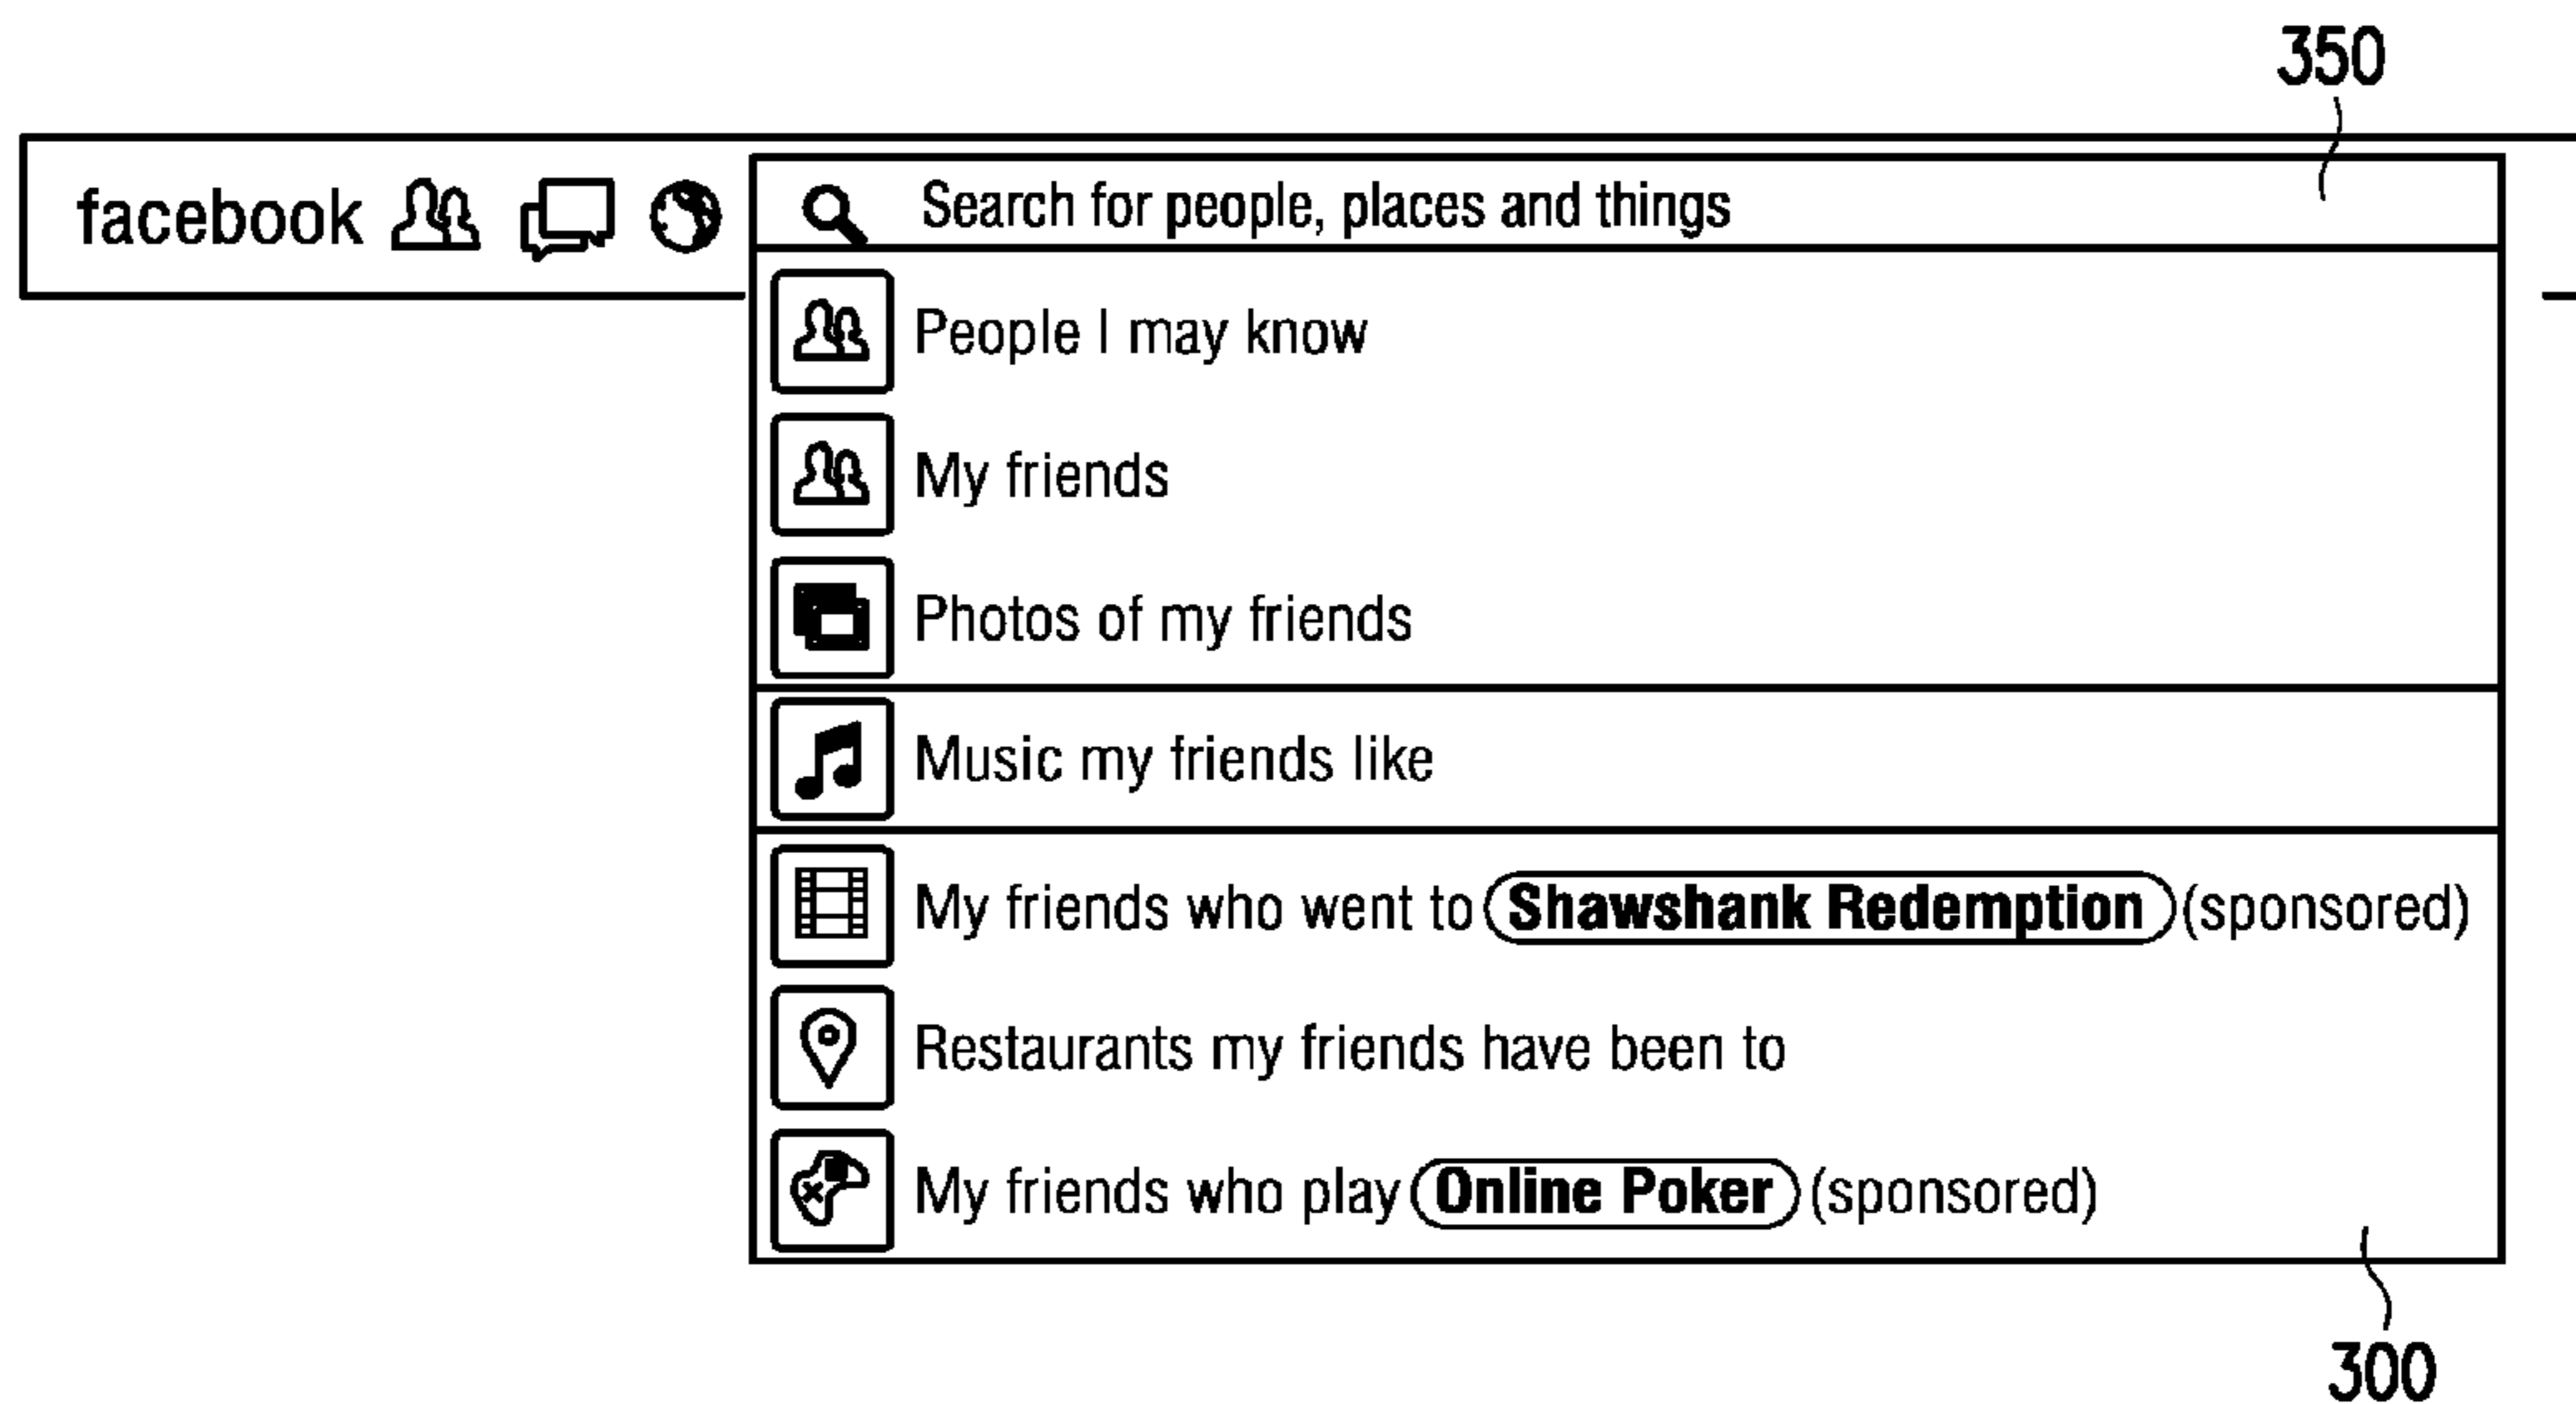 350
facebook
Search for people, places and things
People I may know
My friends
Photos of my friends
Music my friends like
My friends who went to Shawshank Redemption (sponsored)
Restaurants my friends have been to
My friends who play Online Poker (sponsored)
300